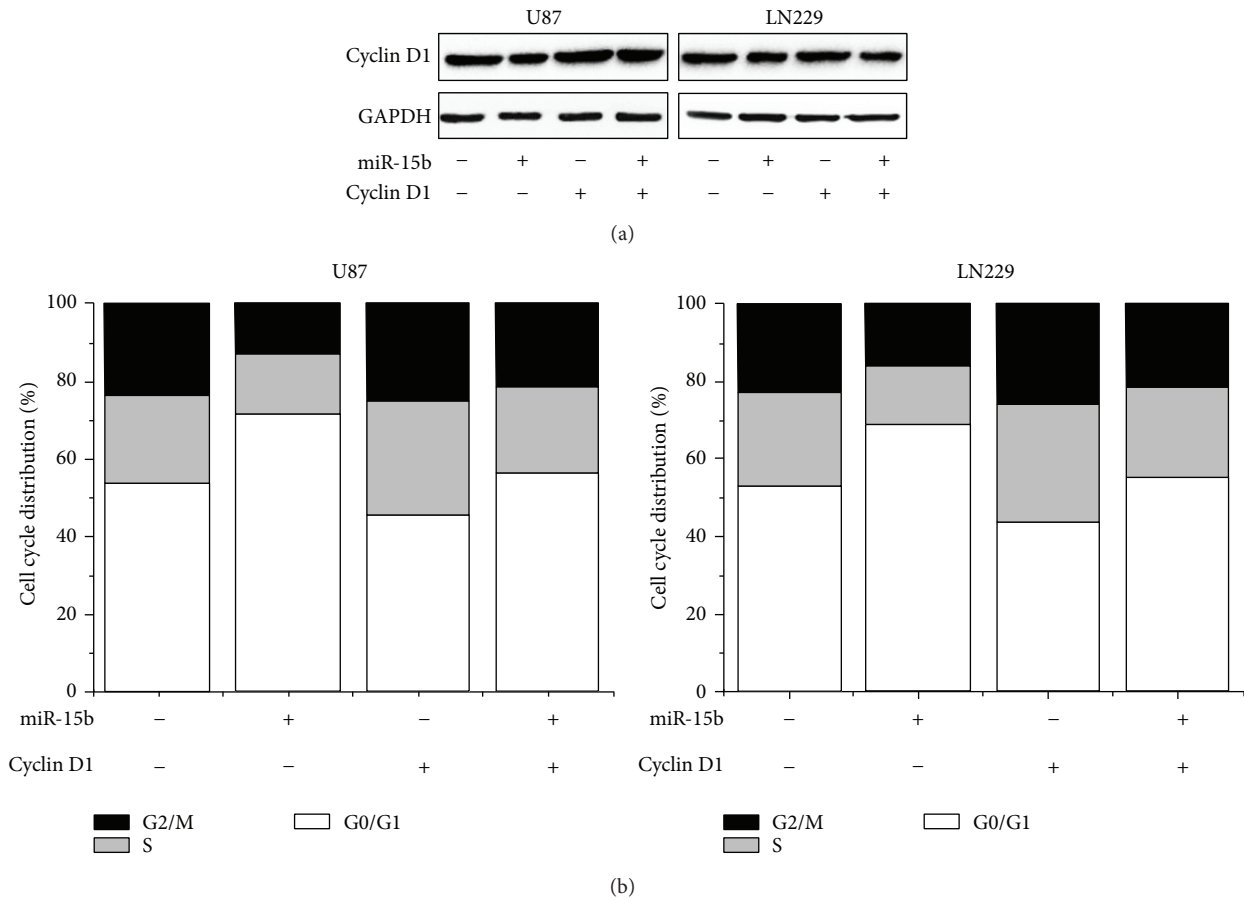 U87 LN229
Cyclin D1
GAPDH
miR-15b − + − + − + − +
Cyclin D1 − − + + − − + +
(a)
U87
100
80
60
40
20
0
Cell cycle distribution (%)
miR-15b − + − +
Cyclin D1 − − + +
G2/M G0/G1
S
LN229
100
80
60
40
20
0
Cell cycle distribution (%)
miR-15b − + − +
Cyclin D1 − − + +
G2/M G0/G1
S
(b)